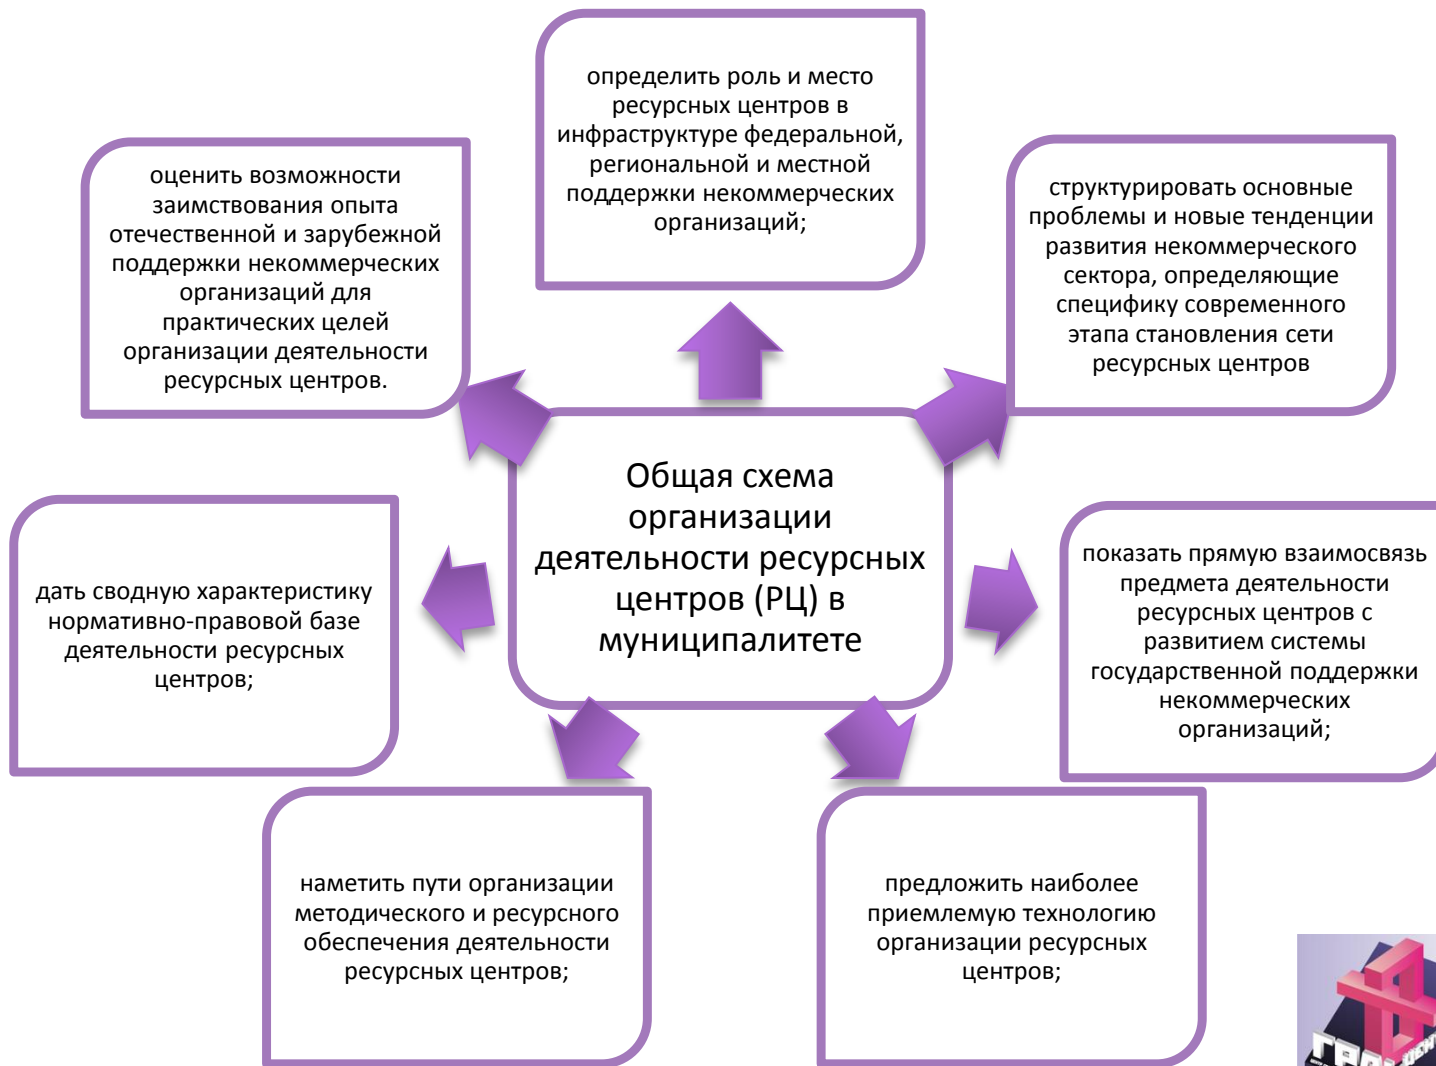 определить роль и место
ресурсных центров в
инфраструктуре федеральной,
региональной и местной
поддержки некоммерческих
организаций;
оценить возможности
заимствования опыта
отечественной и зарубежной
поддержки некоммерческих
организаций для
практических целей
организации деятельности
ресурсных центров.
структурировать основные
проблемы и новые тенденции
развития некоммерческого
сектора, определяющие
специфику современного
этапа становления сети
ресурсных центров
Общая схема
организации
деятельности ресурсных
центров (РЦ) в
муниципалитете
дать сводную характеристику
нормативно-правовой базе
деятельности ресурсных
центров;
показать прямую взаимосвязь
предмета деятельности
ресурсных центров с
развитием системы
государственной поддержки
некоммерческих
организаций;
наметить пути организации
методического и ресурсного
обеспечения деятельности
ресурсных центров;
предложить наиболее
приемлемую технологию
организации ресурсных
центров;